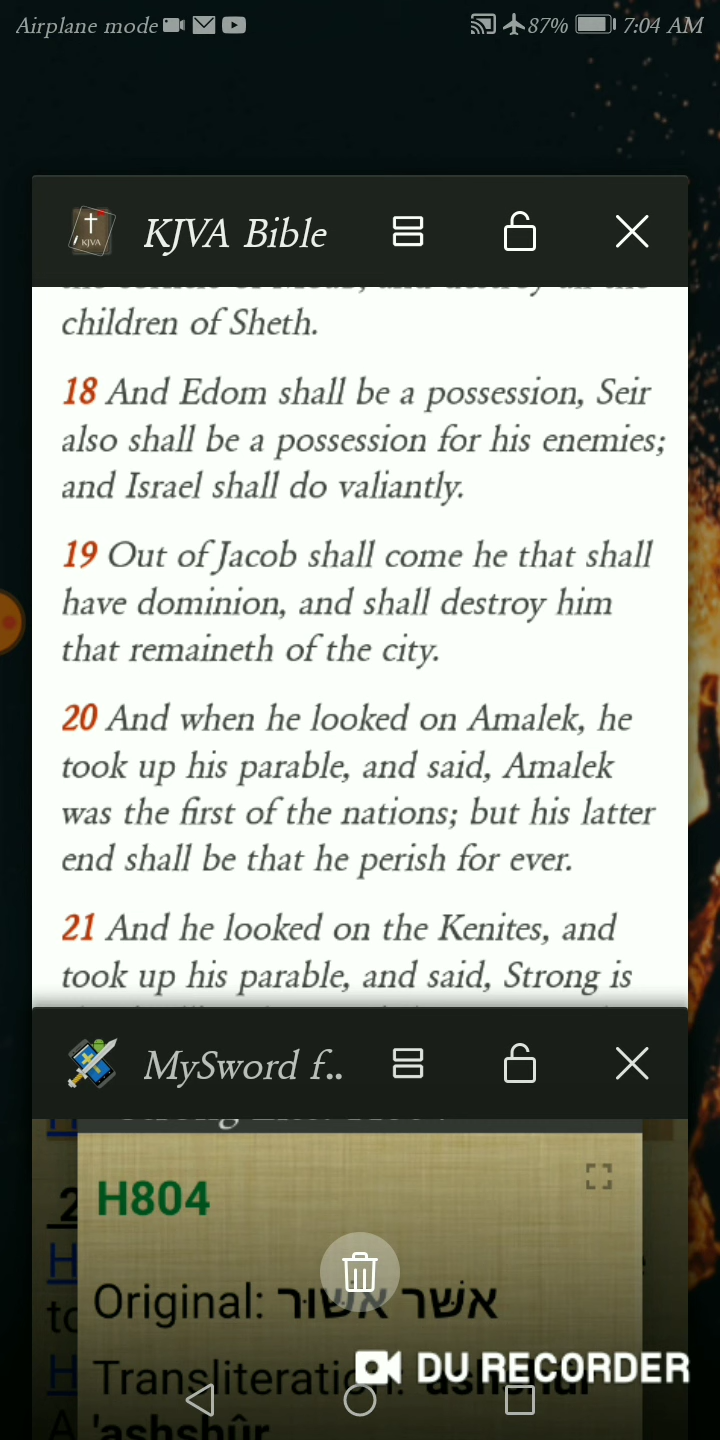 Airplane mode 87% 7:04 AM
KJVA Bible
children of Sheth.
18 And Edom shall be a possession, Seir
also shall be a possession for his enemies;
and Israel shall do valiantly.
19 Out of Jacob shall come he that shall
have dominion, and shall destroy him
that remaineth of the city.
20 And when he looked on Amalek, he
took up his parable, and said, Amalek
was the first of the nations; but his latter
end shall be that he perish for ever.
21 And he looked on the Kenites, and
took up his parable, and said, Strong is
MySword f..
H804
Original: אשּׁר אשּׁוּר
DU RECORDER
Transliteration: 'ashshûr
'ashshûr